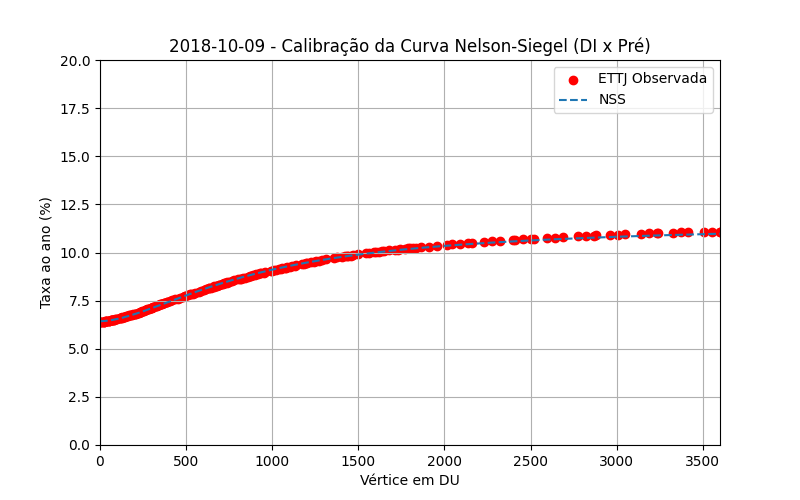 2018-10-09 - Calibração da Curva Nelson-Siegel (DI x Pré)
ETTJ Observada
NSS
Taxa ao ano (%)
20.0
17.5
15.0
12.5
10.0
7.5
5.0
2.5
0.0
0 500 1000 1500 2000 2500 3000 3500
Vértice em DU